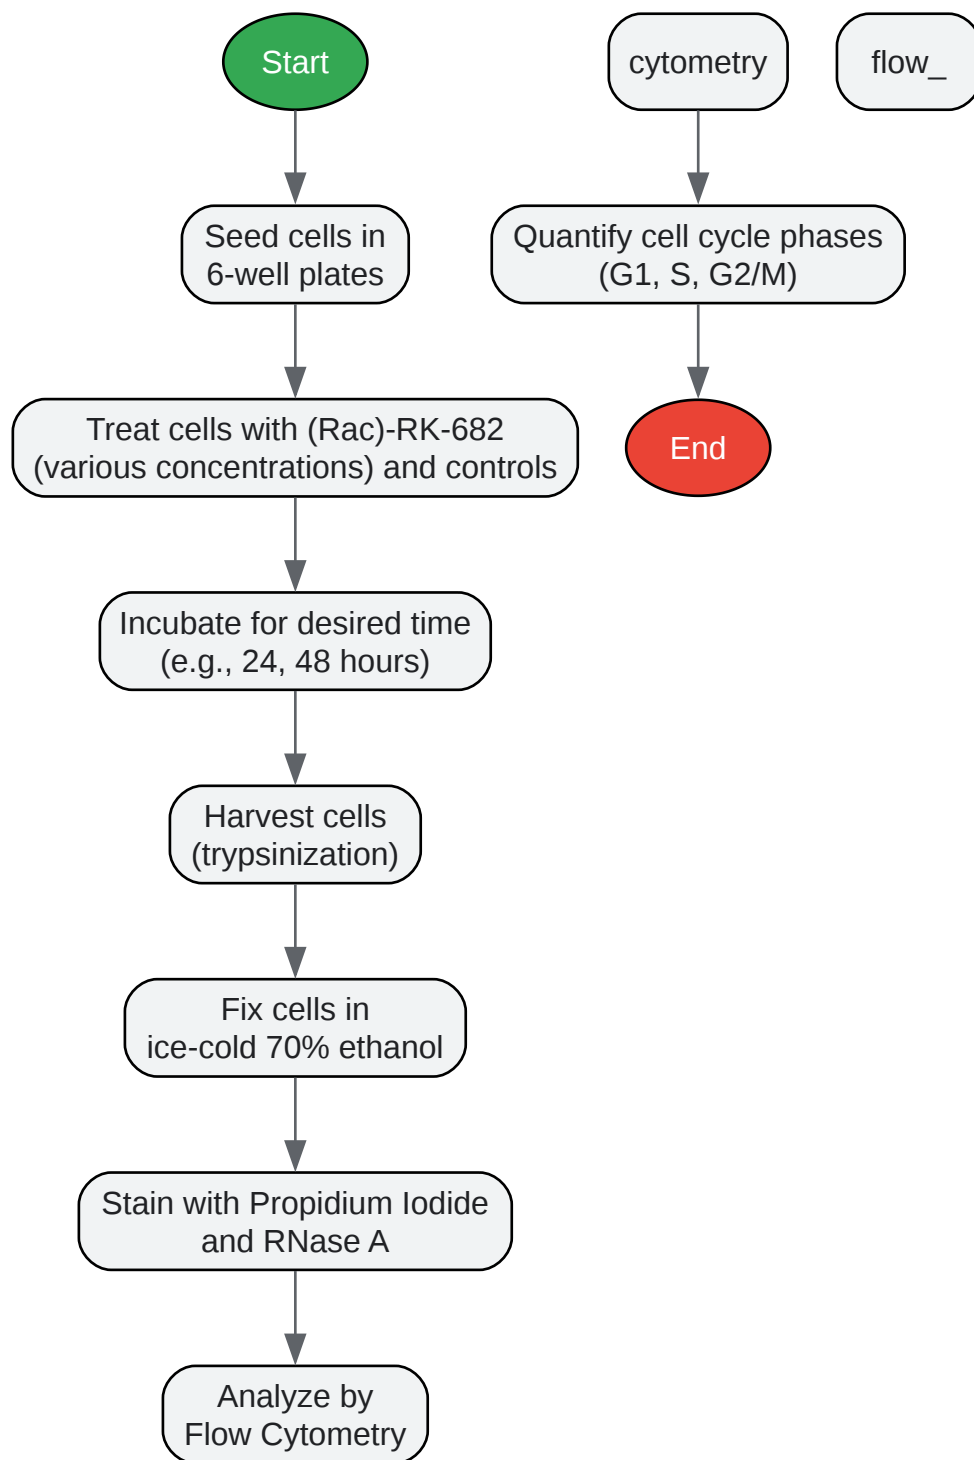 Start
Seed cells in
6-well plates
Treat cells with (Rac)-RK-682
(various concentrations) and controls
Incubate for desired time
(e.g., 24, 48 hours)
Harvest cells
(trypsinization)
Fix cells in
ice-cold 70% ethanol
Stain with Propidium Iodide
and RNase A
Analyze by
Flow Cytometry
cytometry
Quantify cell cycle phases
(G1, S, G2/M)
End
flow_